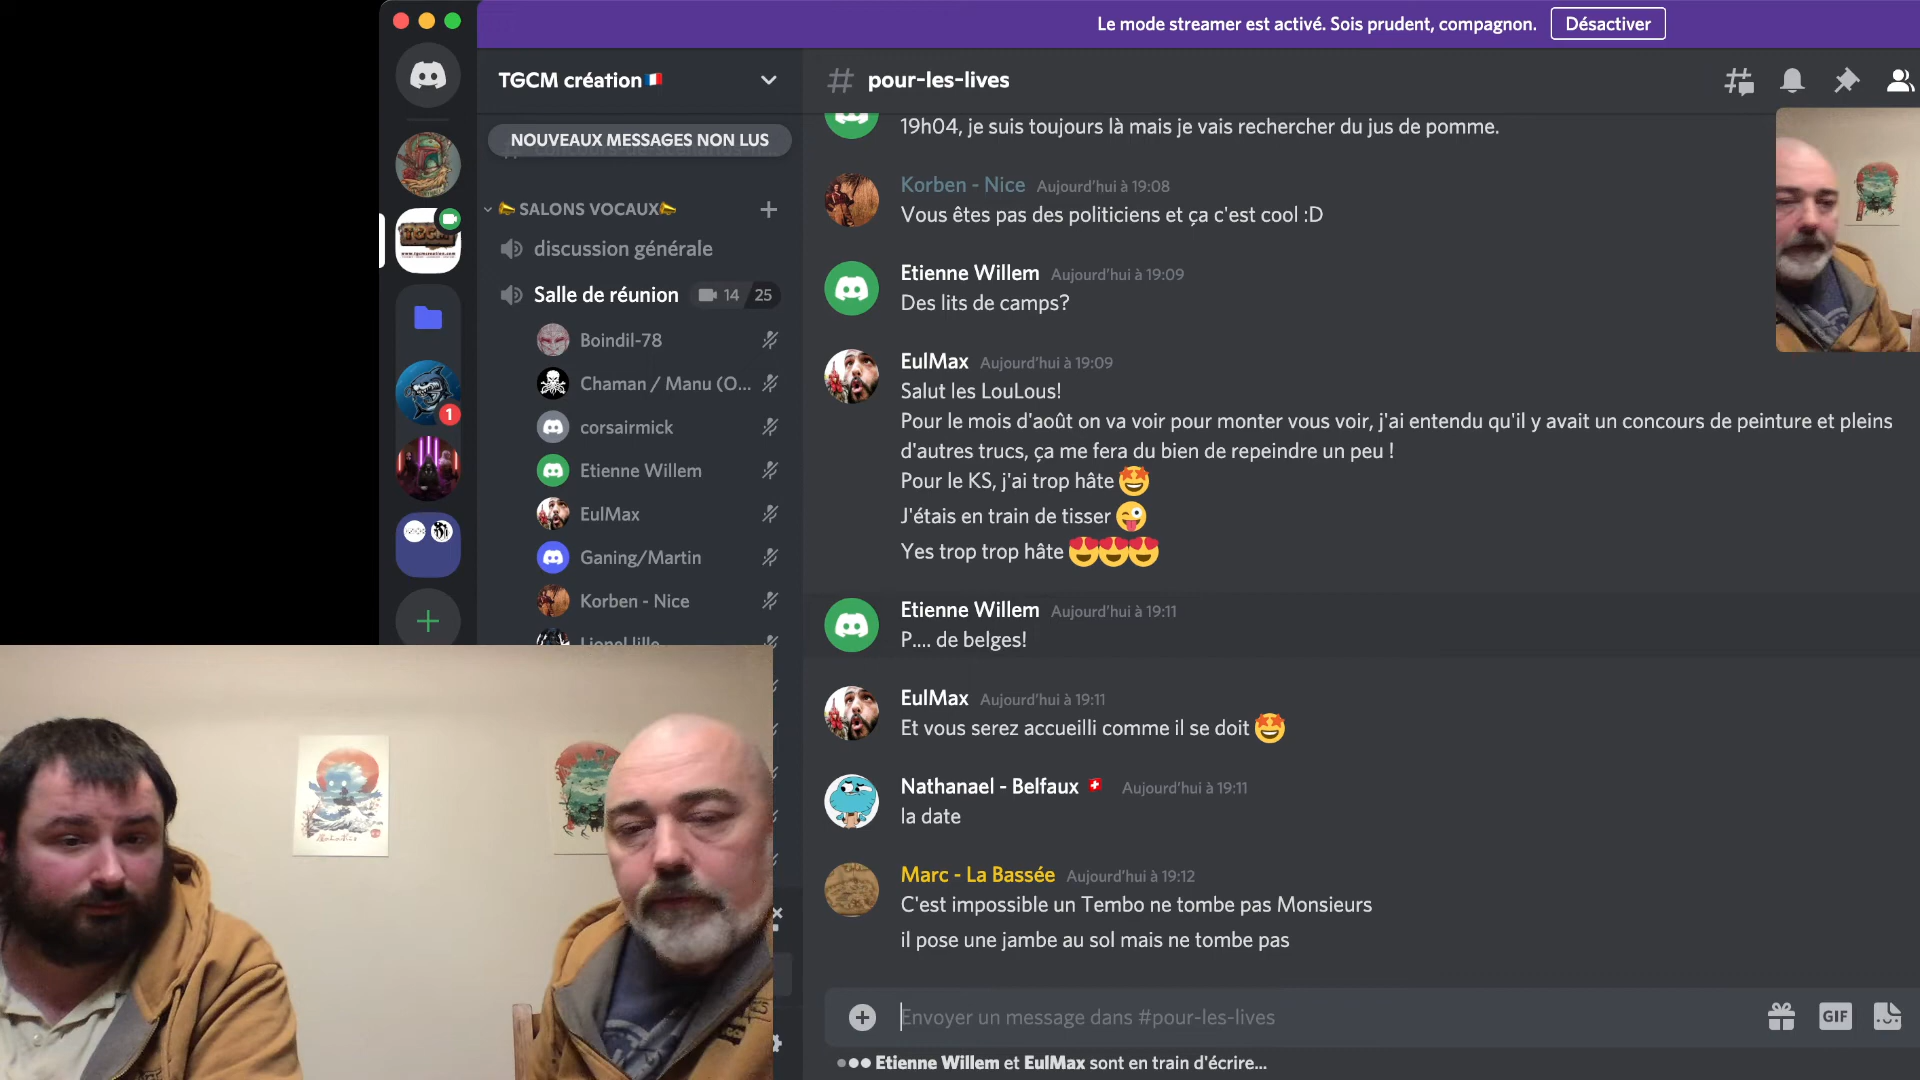 Le mode streamer est activé. Sois prudent, compagnon.
Désactiver
TGCM création
pour-les-lives
NOUVEAUX MESSAGES NON LUS
SALONS VOCAUX
discussion générale
Salle de réunion 14 25
Boindil-78
Chaman / Manu (O...
corsairmick
Etienne Willem
EulMax
Ganing/Martin
Korben - Nice
1
19h04, je suis toujours là mais je vais rechercher du jus de pomme.
Korben - Nice Aujourd'hui à 19:08
Vous êtes pas des politiciens et ça c'est cool :D
Etienne Willem Aujourd'hui à 19:09
Des lits de camps?
EulMax Aujourd'hui à 19:09
Salut les LouLous!
Pour le mois d'août on va voir pour monter vous voir, j'ai entendu qu'il y avait un concours de peinture et pleins
d'autres trucs, ça me fera du bien de repeindre un peu !
Pour le KS, j'ai trop hâte 🤩
J'étais en train de tisser 😜
Yes trop trop hâte 😍😍😍
Etienne Willem Aujourd'hui à 19:11
P.... de belges!
EulMax Aujourd'hui à 19:11
Et vous serez accueilli comme il se doit 🤩
Nathanael - Belfaux 🇨🇭 Aujourd'hui à 19:11
la date
Marc - La Bassée Aujourd'hui à 19:12
C'est impossible un Tembo ne tombe pas Monsieurs
il pose une jambe au sol mais ne tombe pas
Envoyer un message dans #pour-les-lives
GIF
Etienne Willem et EulMax sont en train d'écrire...